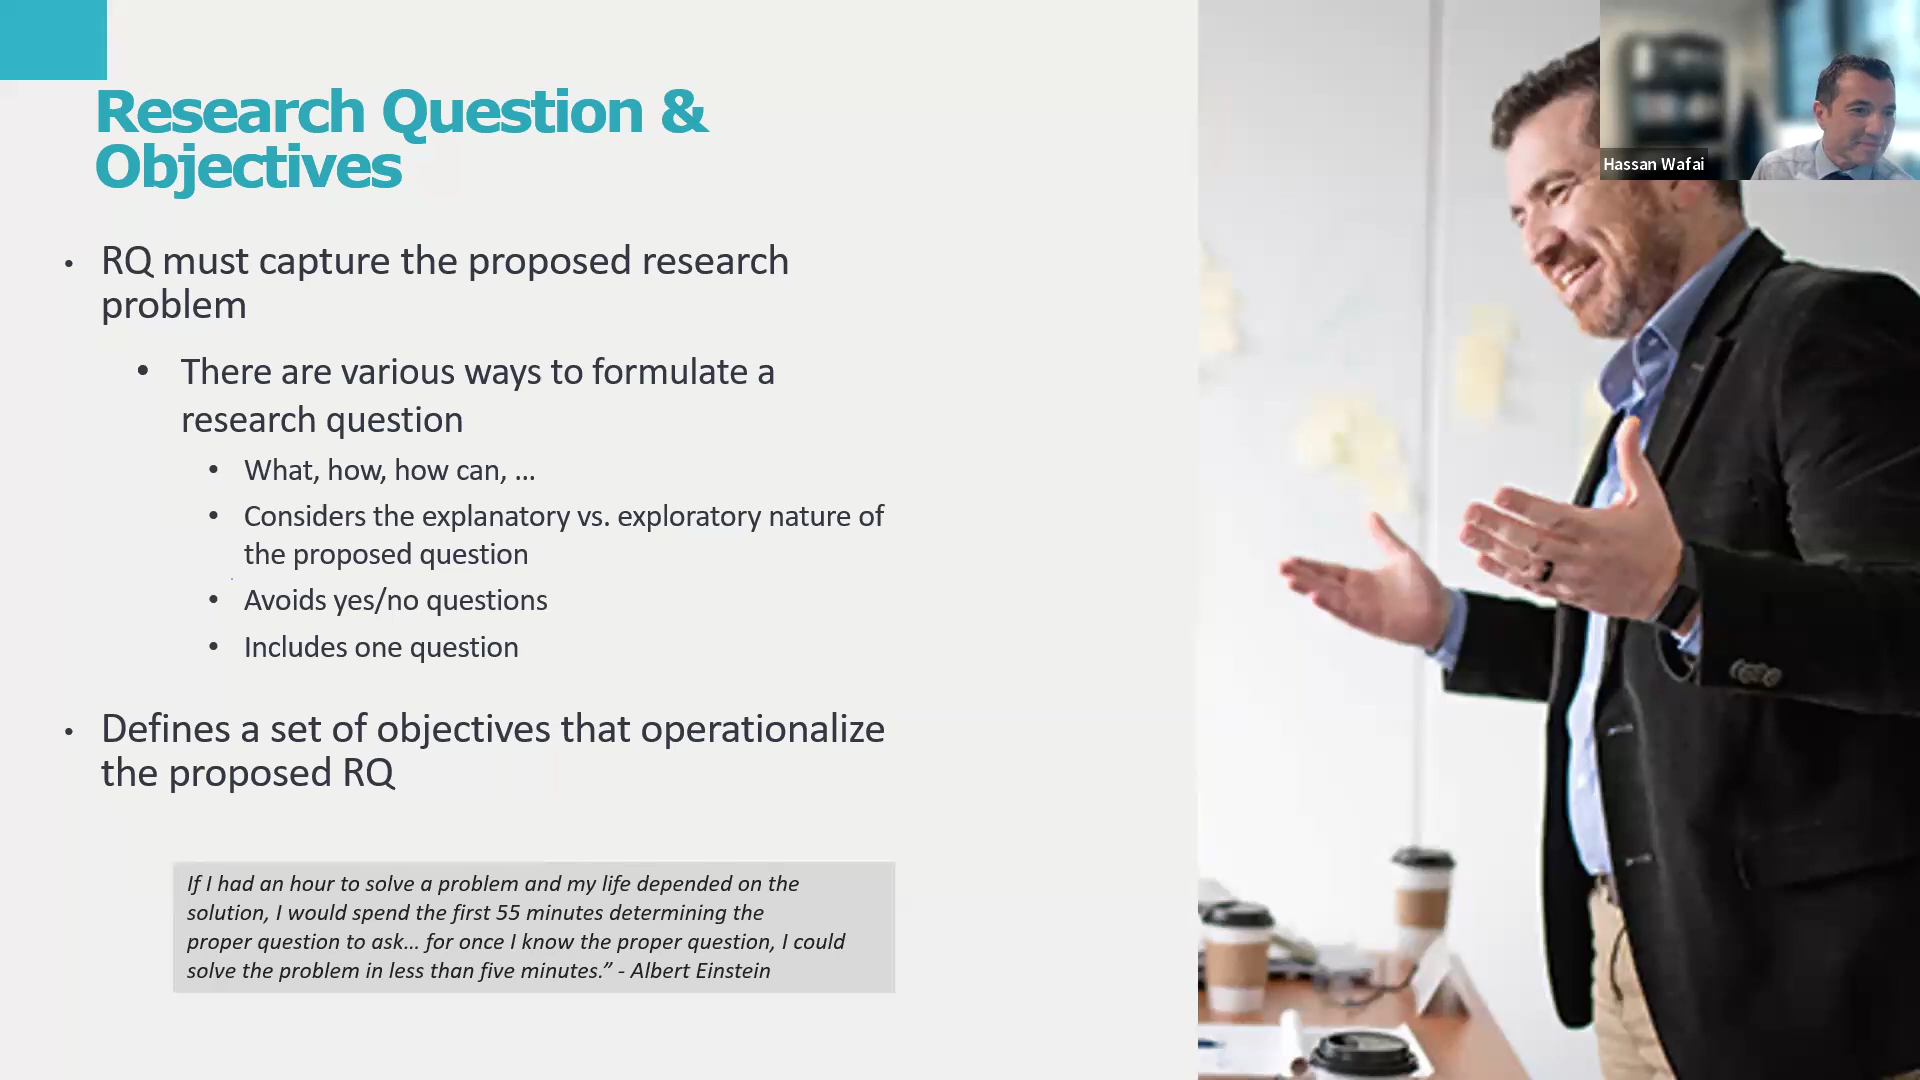 Research Question &
Objectives
Hassan Wafai
• RQ must capture the proposed research
problem
• There are various ways to formulate a
research question
• What, how, how can, ...
• Considers the explanatory vs. exploratory nature of
the proposed question
• Avoids yes/no questions
• Includes one question
• Defines a set of objectives that operationalize
the proposed RQ
If I had an hour to solve a problem and my life depended on the
solution, I would spend the first 55 minutes determining the
proper question to ask… for once I know the proper question, I could
solve the problem in less than five minutes.” - Albert Einstein